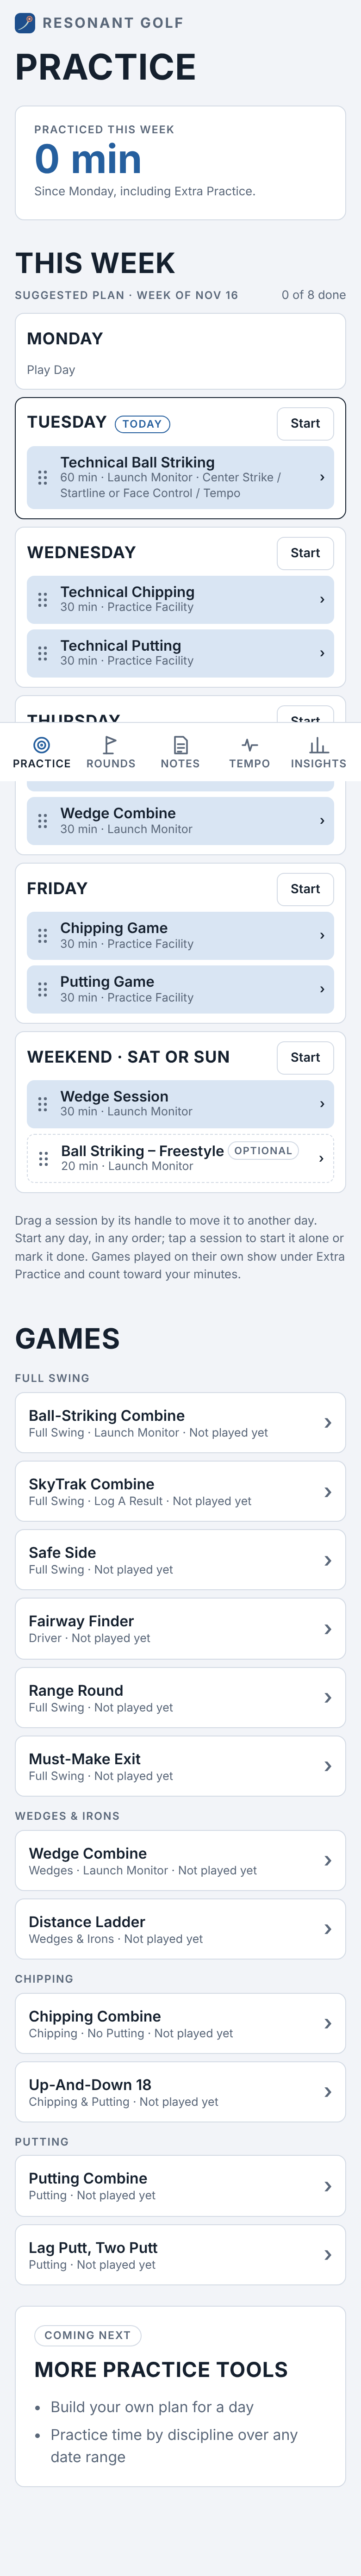 RESONANT GOLF
PRACTICE
PRACTICED THIS WEEK
0 min
Since Monday, including Extra Practice.
THIS WEEK
SUGGESTED PLAN · WEEK OF NOV 16
0 of 8 done
MONDAY
Play Day
TUESDAY
TODAY
Start
Technical Ball Striking
60 min · Launch Monitor · Center Strike /
Startline or Face Control / Tempo
WEDNESDAY
Start
Technical Chipping
30 min · Practice Facility
Technical Putting
30 min · Practice Facility
THURSDAY
Start
PRACTICE
ROUNDS
NOTES
TEMPO
INSIGHTS
Wedge Combine
30 min · Launch Monitor
FRIDAY
Start
Chipping Game
30 min · Practice Facility
Putting Game
30 min · Practice Facility
WEEKEND · SAT OR SUN
Start
Wedge Session
30 min · Launch Monitor
Ball Striking – Freestyle
OPTIONAL
20 min · Launch Monitor
Drag a session by its handle to move it to another day.
Start any day, in any order; tap a session to start it alone or
mark it done. Games played on their own show under Extra
Practice and count toward your minutes.
GAMES
FULL SWING
Ball-Striking Combine
Full Swing · Launch Monitor · Not played yet
SkyTrak Combine
Full Swing · Log A Result · Not played yet
Safe Side
Full Swing · Not played yet
Fairway Finder
Driver · Not played yet
Range Round
Full Swing · Not played yet
Must-Make Exit
Full Swing · Not played yet
WEDGES & IRONS
Wedge Combine
Wedges · Launch Monitor · Not played yet
Distance Ladder
Wedges & Irons · Not played yet
CHIPPING
Chipping Combine
Chipping · No Putting · Not played yet
Up-And-Down 18
Chipping & Putting · Not played yet
PUTTING
Putting Combine
Putting · Not played yet
Lag Putt, Two Putt
Putting · Not played yet
COMING NEXT
MORE PRACTICE TOOLS
• Build your own plan for a day
• Practice time by discipline over any
date range